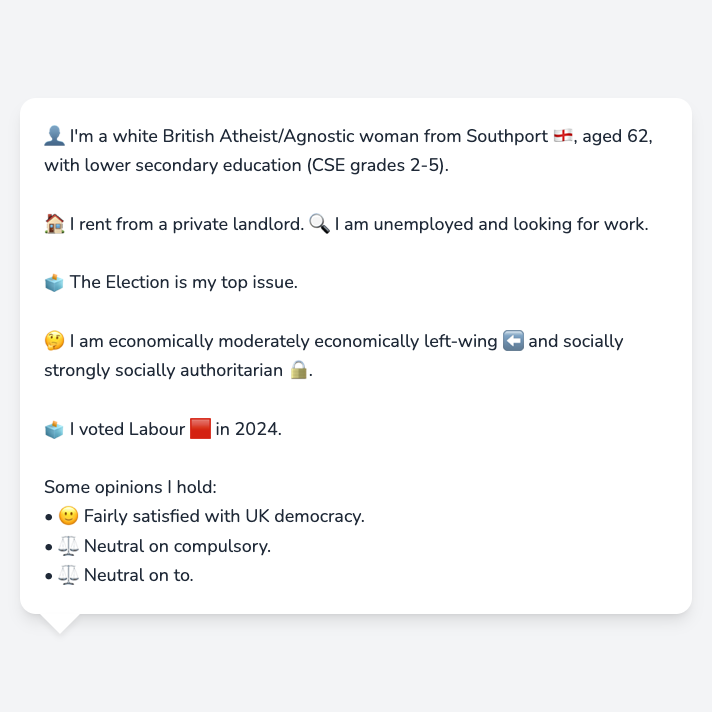 👤 I'm a white British Atheist/Agnostic woman from Southport 🏴󠁧󠁢󠁥󠁮󠁧󠁿, aged 62,
with lower secondary education (CSE grades 2-5).
🏠 I rent from a private landlord. 🔍 I am unemployed and looking for work.
🗳️ The Election is my top issue.
🤔 I am economically moderately economically left-wing ⬅️ and socially
strongly socially authoritarian 🔒.
🗳️ I voted Labour 🟥 in 2024.
Some opinions I hold:
• 🙂 Fairly satisfied with UK democracy.
• ⚖️ Neutral on compulsory.
• ⚖️ Neutral on to.